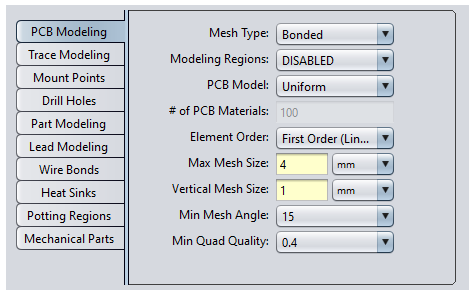 PCB Modeling
Trace Modeling
Mount Points
Drill Holes
Part Modeling
Lead Modeling
Wire Bonds
Heat Sinks
Potting Regions
Mechanical Parts
Mesh Type: Bonded
Modeling Regions: DISABLED
PCB Model: Uniform
# of PCB Materials: 100
Element Order: First Order (Lin...
Max Mesh Size: 4 mm
Vertical Mesh Size: 1 mm
Min Mesh Angle: 15
Min Quad Quality: 0.4